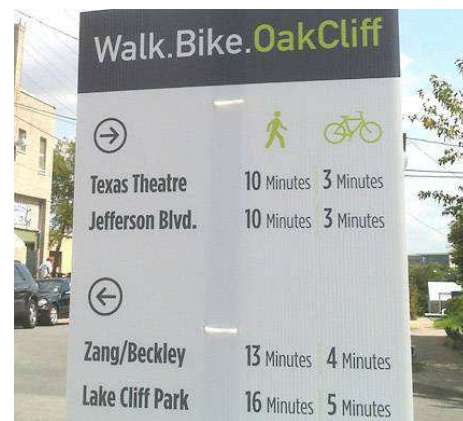 Walk.Bike.OakCliff
Texas Theatre 10 Minutes 3 Minutes
Jefferson Blvd. 10 Minutes 3 Minutes
Zang/Beckley 13 Minutes 4 Minutes
Lake Cliff Park 16 Minutes 5 Minutes